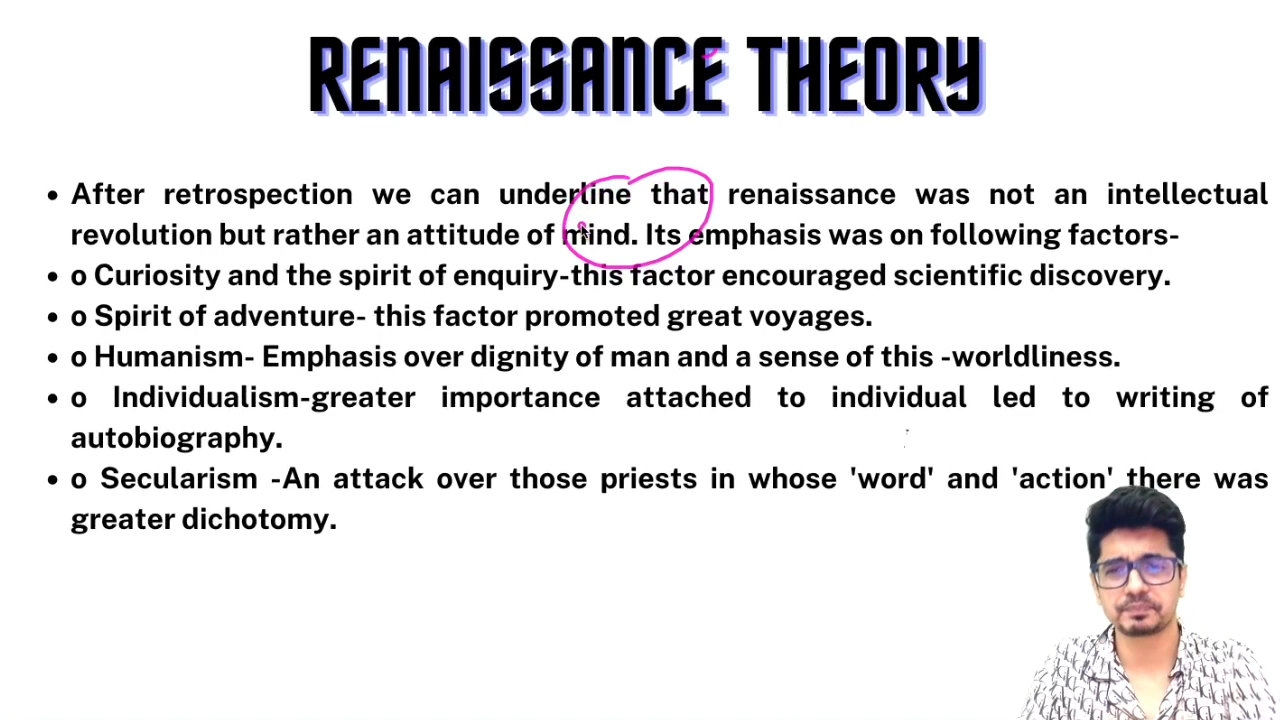 RENAISSANCE THEORY
• After retrospection we can underline that renaissance was not an intellectual
revolution but rather an attitude of mind. Its emphasis was on following factors-
• o Curiosity and the spirit of enquiry-this factor encouraged scientific discovery.
• o Spirit of adventure- this factor promoted great voyages.
• o Humanism- Emphasis over dignity of man and a sense of this -worldliness.
• o Individualism-greater importance attached to individual led to writing of
autobiography.
• o Secularism -An attack over those priests in whose 'word' and 'action' there was
greater dichotomy.